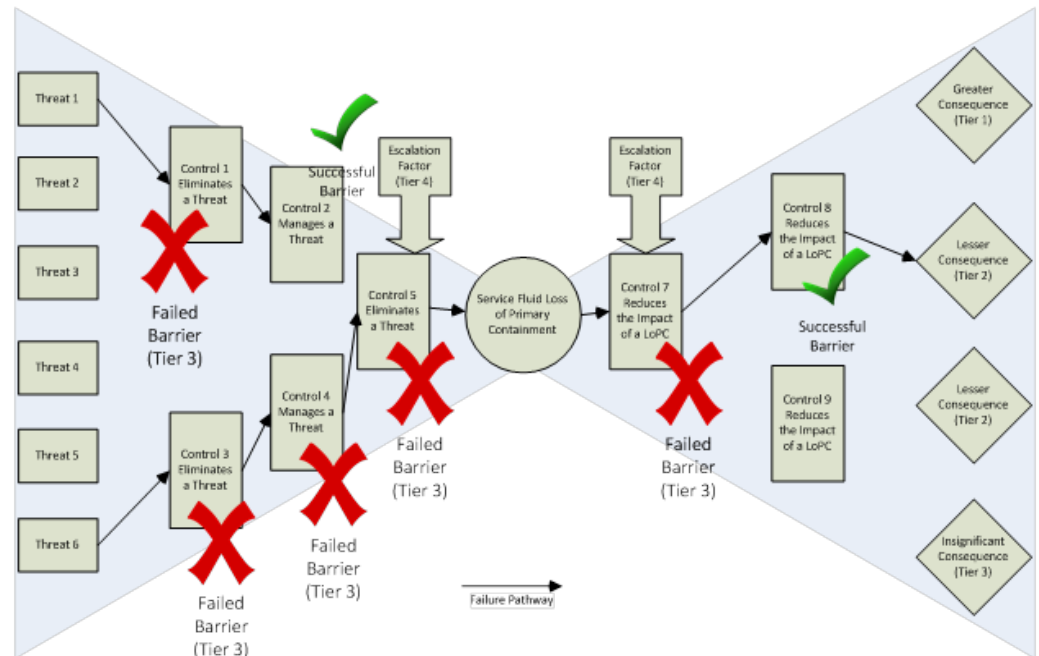 Threat 1
Threat 2
Threat 3
Threat 4
Threat 5
Threat 6
Control 1
Eliminates
a Threat
Failed
Barrier
(Tier 3)
Successful
Barrier
Control 2
Manages a
Threat
Control 3
Eliminates
a Threat
Failed
Barrier
(Tier 3)
Control 4
Manages a
Threat
Failed
Barrier
(Tier 3)
Escalation
Factor
(Tier 4)
Control 5
Eliminates
a Threat
Failed
Barrier
(Tier 3)
Service Fluid Loss
of Primary
Containment
Failure Pathway
Escalation
Factor
(Tier 4)
Control 7
Reduces
the Impact
of a LoPC
Failed
Barrier
(Tier 3)
Control 8
Reduces
the Impact
of a LoPC
Successful
Barrier
Control 9
Reduces
the Impact
of a LoPC
Greater
Consequence
(Tier 1)
Lesser
Consequence
(Tier 2)
Lesser
Consequence
(Tier 2)
Insignificant
Consequence
(Tier 3)